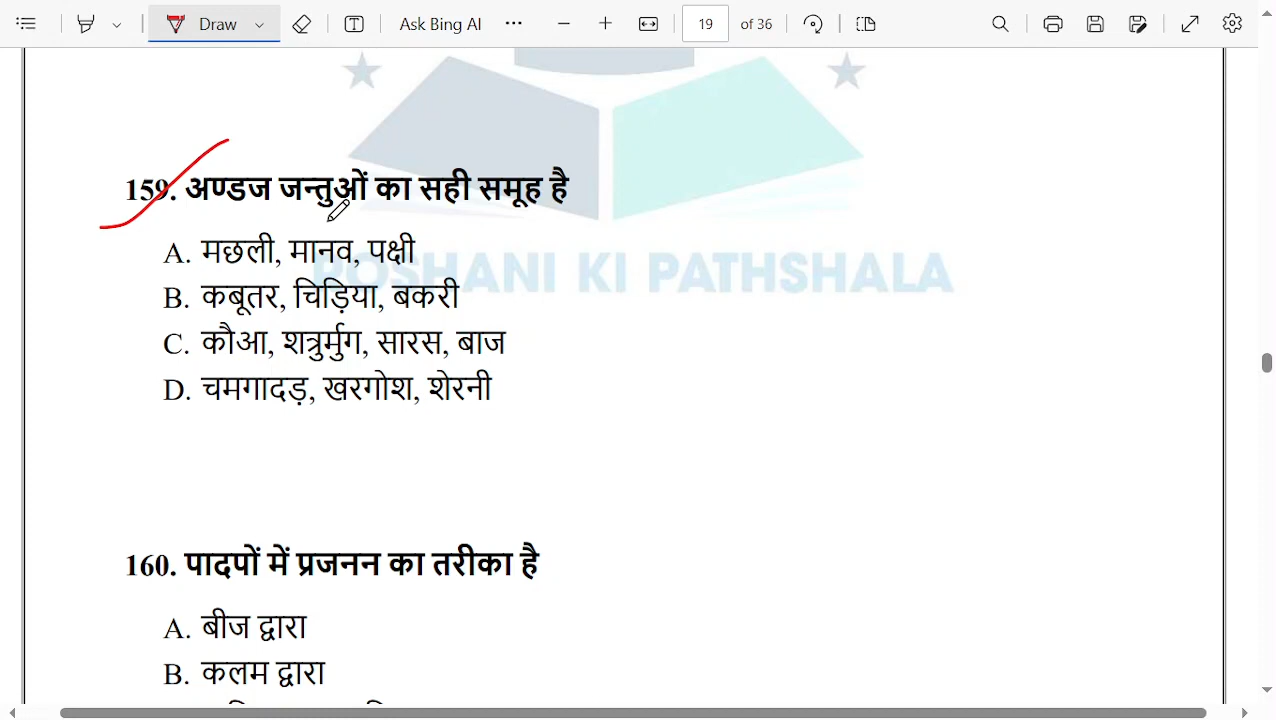 Draw
Ask Bing AI
19 of 36
159. अण्डज जन्तुओं का सही समूह है
A. मछली, मानव, पक्षी
B. कबूतर, चिड़िया, बकरी
C. कौआ, शत्रुर्मुग, सारस, बाज
D. चमगादड़, खरगोश, शेरनी
ROSHANI KI PATHSHALA
160. पादपों में प्रजनन का तरीका है
A. बीज द्वारा
B. कलम द्वारा